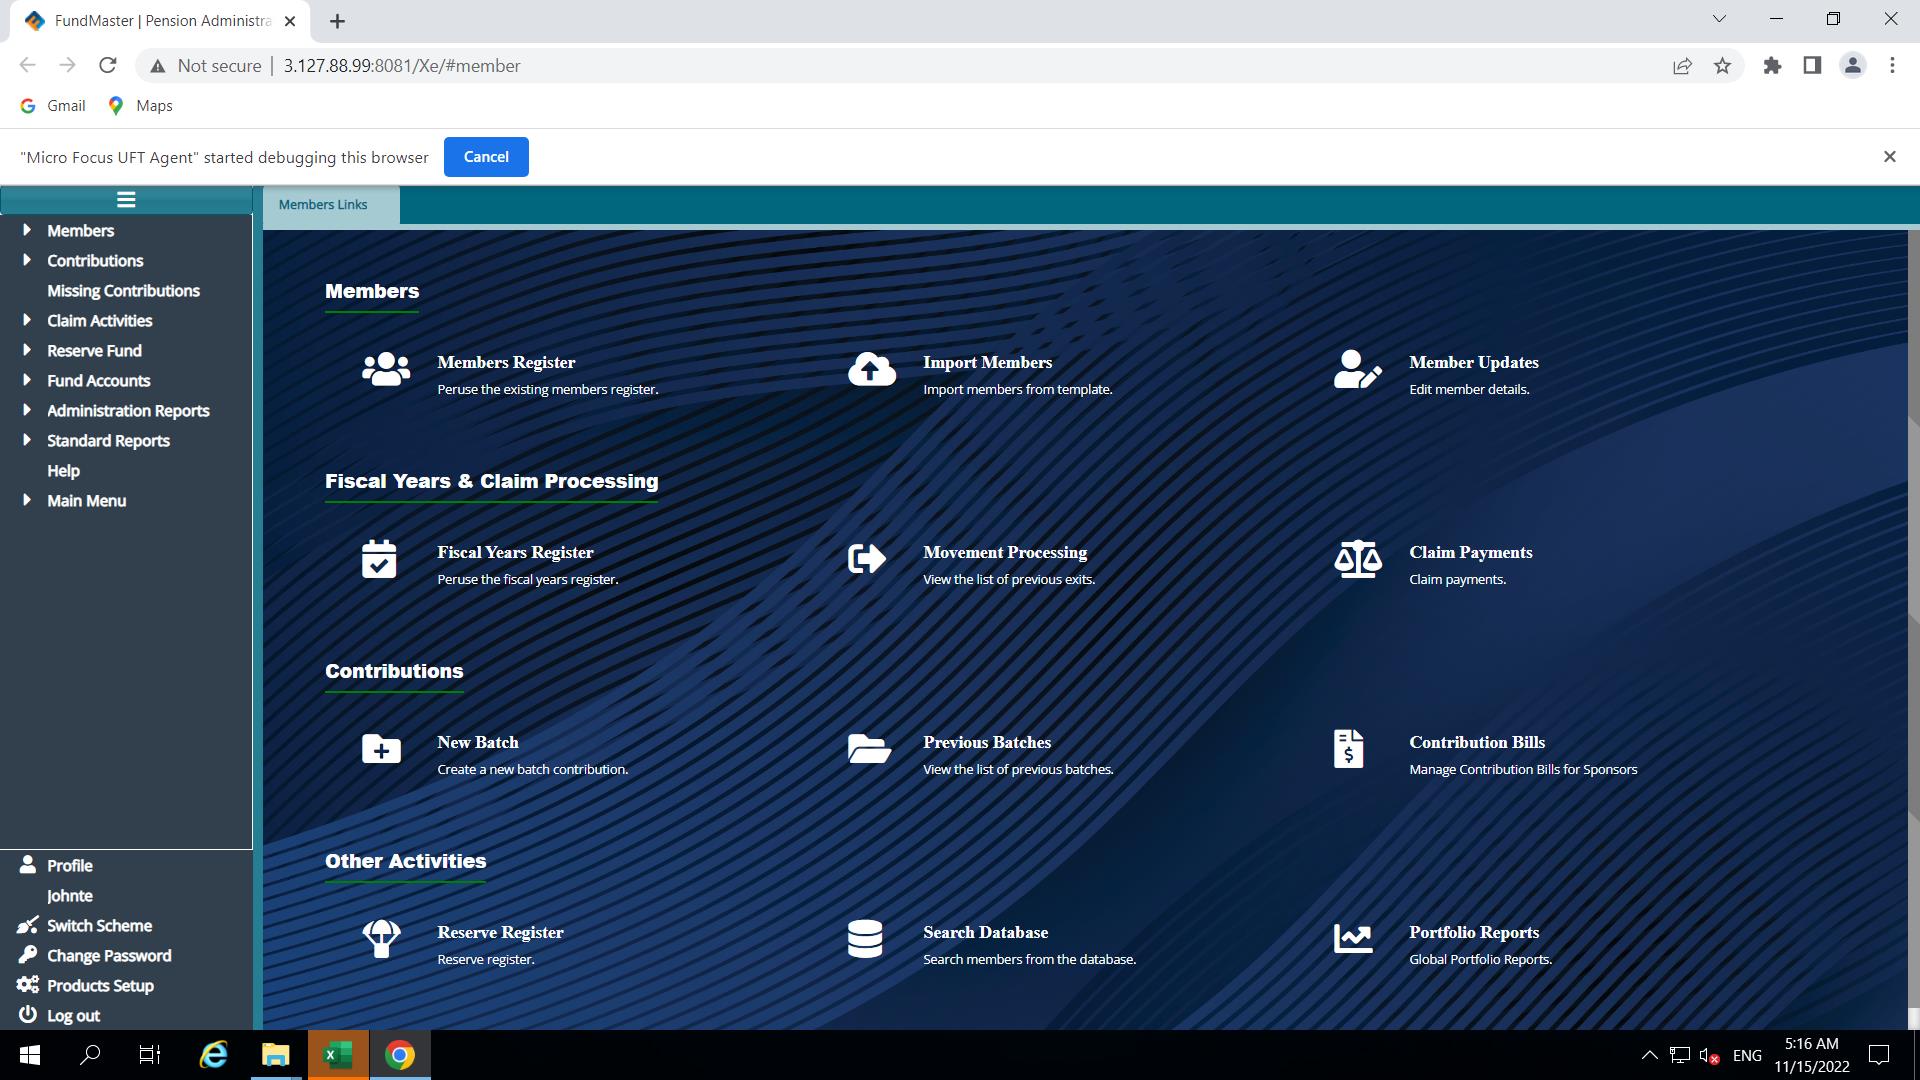 FundMaster | Pension Administra
Not secure | 3.127.88.99:8081/Xe/#member
Gmail
Maps
"Micro Focus UFT Agent" started debugging this browser
Cancel
Members
Contributions
Missing Contributions
Claim Activities
Reserve Fund
Fund Accounts
Administration Reports
Standard Reports
Help
Main Menu
Profile
Johnte
Switch Scheme
Change Password
Products Setup
Log out
Members Links
Members
Members Register
Peruse the existing members register.
Import Members
Import members from template.
Member Updates
Edit member details.
Fiscal Years & Claim Processing
Fiscal Years Register
Peruse the fiscal years register.
Movement Processing
View the list of previous exits.
Claim Payments
Claim payments.
Contributions
New Batch
Create a new batch contribution.
Previous Batches
View the list of previous batches.
Contribution Bills
Manage Contribution Bills for Sponsors
Other Activities
Reserve Register
Reserve register.
Search Database
Search members from the database.
Portfolio Reports
Global Portfolio Reports.
ENG
5:16 AM
11/15/2022